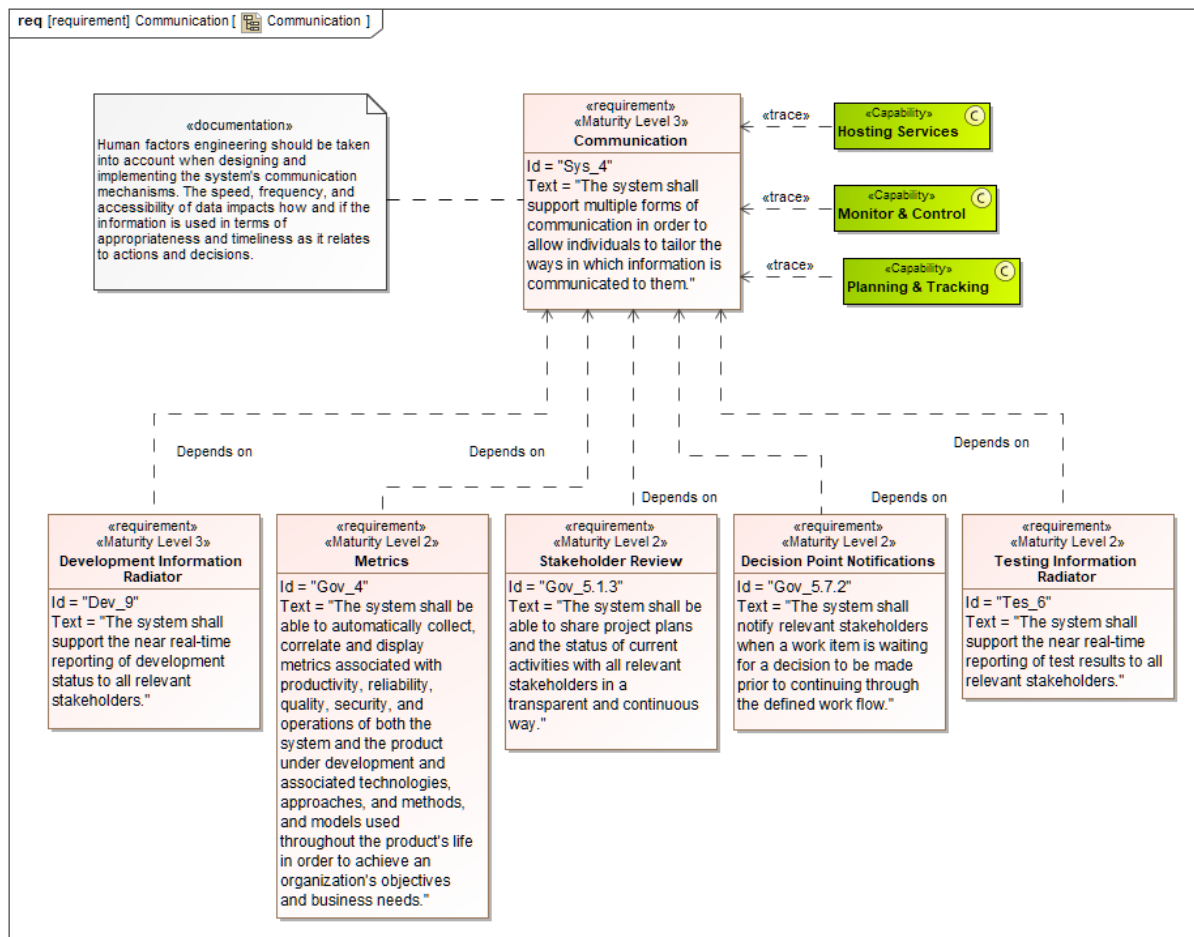 req [requirement] Communication [ Communication ]
«documentation»
Human factors engineering should be taken
into account when designing and
implementing the system's communication
mechanisms. The speed, frequency, and
accessibility of data impacts how and if the
information is used in terms of
appropriateness and timeliness as it relates
to actions and decisions.
«requirement»
«Maturity Level 3»
Communication
Id = "Sys_4"
Text = "The system shall
support multiple forms of
communication in order to
allow individuals to tailor the
ways in which information is
communicated to them."
«trace»
«Capability»
C
Hosting Services
«trace»
«Capability»
C
Monitor & Control
«trace»
«Capability»
C
Planning & Tracking
Depends on
Depends on
Depends on
Depends on
Depends on
«requirement»
«Maturity Level 3»
Development Information
Radiator
Id = "Dev_9"
Text = "The system shall
support the near real-time
reporting of development
status to all relevant
stakeholders."
«requirement»
«Maturity Level 2»
Metrics
Id = "Gov_4"
Text = "The system shall be
able to automatically collect,
correlate and display
metrics associated with
productivity, reliability,
quality, security, and
operations of both the
system and the product
under development and
associated technologies,
approaches, and methods,
and models used
throughout the product's life
in order to achieve an
organization's objectives
and business needs."
«requirement»
«Maturity Level 2»
Stakeholder Review
Id = "Gov_5.1.3"
Text = "The system shall be
able to share project plans
and the status of current
activities with all relevant
stakeholders in a
transparent and continuous
way."
«requirement»
«Maturity Level 2»
Decision Point Notifications
Id = "Gov_5.7.2"
Text = "The system shall
notify relevant stakeholders
when a work item is waiting
for a decision to be made
prior to continuing through
the defined work flow."
«requirement»
«Maturity Level 2»
Testing Information
Radiator
Id = "Tes_6"
Text = "The system shall
support the near real-time
reporting of test results to all
relevant stakeholders."